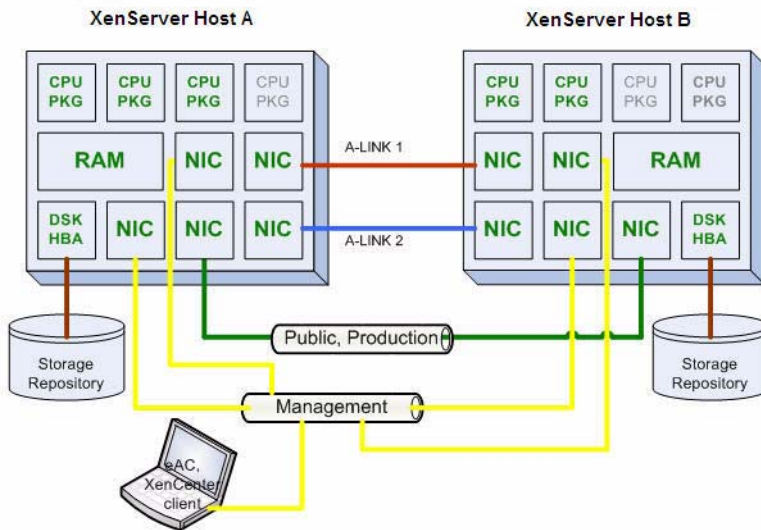 XenServer Host A
XenServer Host B
CPU PKG
CPU PKG
CPU PKG
CPU PKG
CPU PKG
CPU PKG
CPU PKG
CPU PKG
RAM
NIC
NIC
A-LINK 1
NIC
NIC
RAM
DSK HBA
NIC
NIC
NIC
A-LINK 2
NIC
NIC
NIC
DSK HBA
Public, Production
Storage
Repository
Storage
Repository
Management
eAC,
XenCenter
client